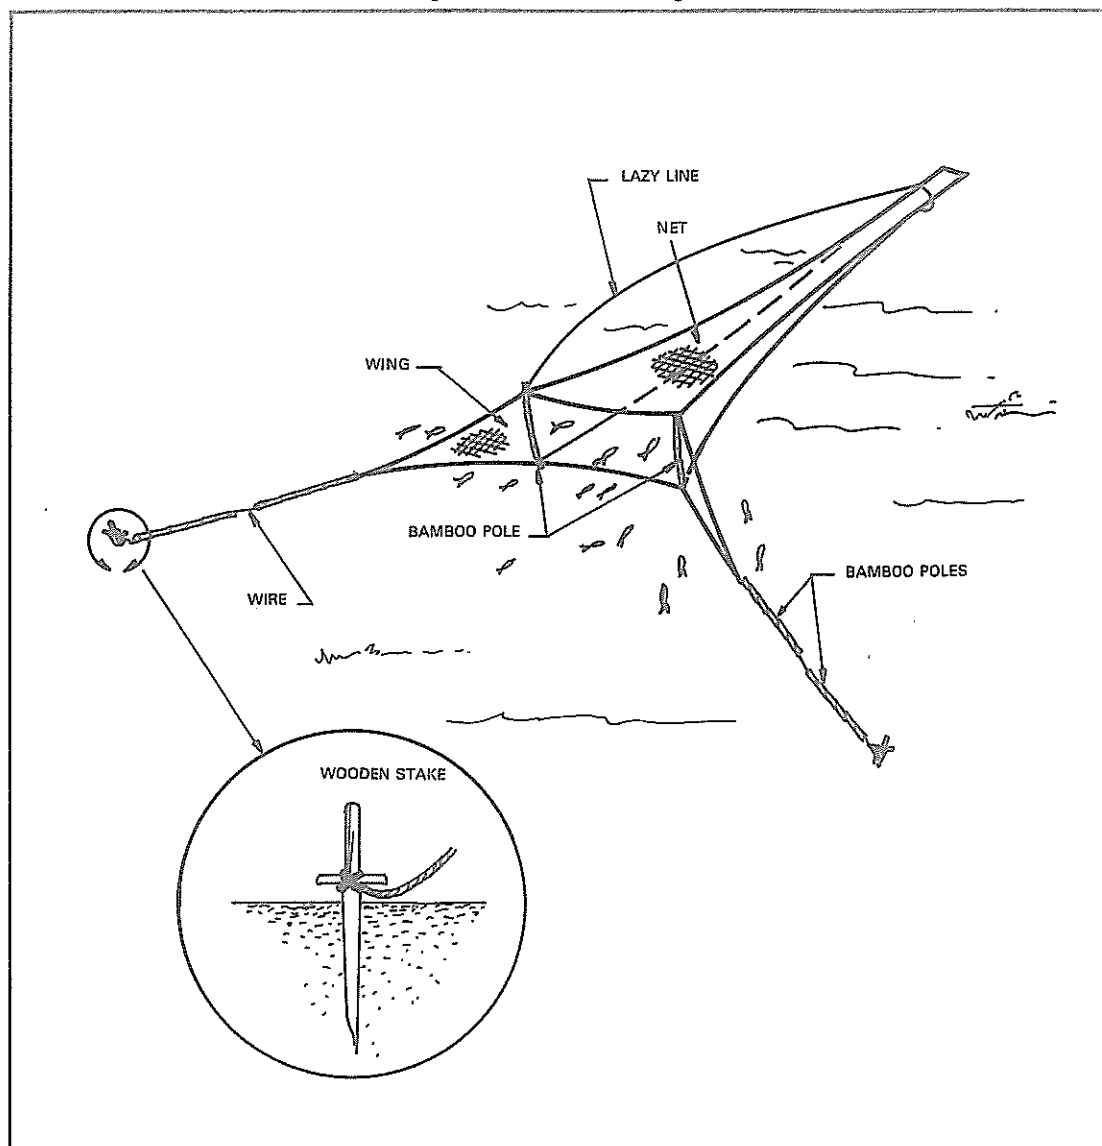 LAZY LINE
NET
WING
BAMBOO POLE
BAMBOO POLES
WIRE
WOODEN STAKE